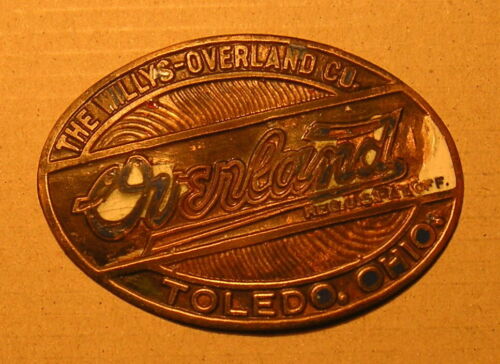 THE WILLYS-OVERLAND CO.
Overland
REG.U.S.PAT.OFF.
TOLEDO, OHIO.